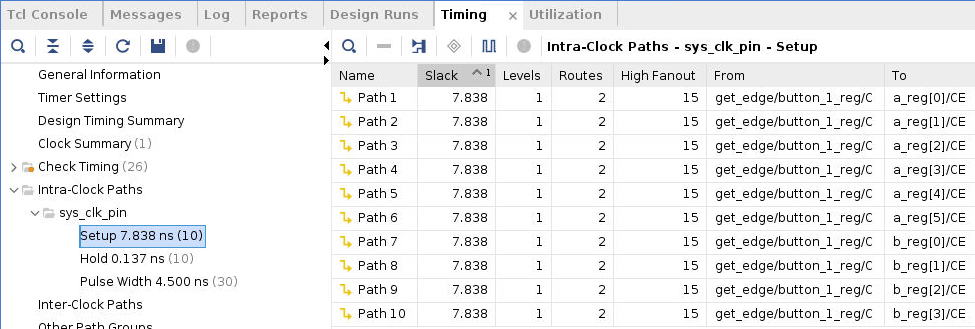 Tcl Console Messages Log Reports Design Runs Timing × Utilization
Intra-Clock Paths - sys_clk_pin - Setup
General Information
Timer Settings
Design Timing Summary
Clock Summary (1)
Check Timing (26)
Intra-Clock Paths
sys_clk_pin
Setup 7.838 ns (10)
Hold 0.137 ns (10)
Pulse Width 4.500 ns (30)
Inter-Clock Paths
Other Path Groups
Name Slack 1 Levels Routes High Fanout From To
Path 1 7.838 1 2 15 get_edge/button_1_reg/C a_reg[0]/CE
Path 2 7.838 1 2 15 get_edge/button_1_reg/C a_reg[1]/CE
Path 3 7.838 1 2 15 get_edge/button_1_reg/C a_reg[2]/CE
Path 4 7.838 1 2 15 get_edge/button_1_reg/C a_reg[3]/CE
Path 5 7.838 1 2 15 get_edge/button_1_reg/C a_reg[4]/CE
Path 6 7.838 1 2 15 get_edge/button_1_reg/C a_reg[5]/CE
Path 7 7.838 1 2 15 get_edge/button_1_reg/C b_reg[0]/CE
Path 8 7.838 1 2 15 get_edge/button_1_reg/C b_reg[1]/CE
Path 9 7.838 1 2 15 get_edge/button_1_reg/C b_reg[2]/CE
Path 10 7.838 1 2 15 get_edge/button_1_reg/C b_reg[3]/CE